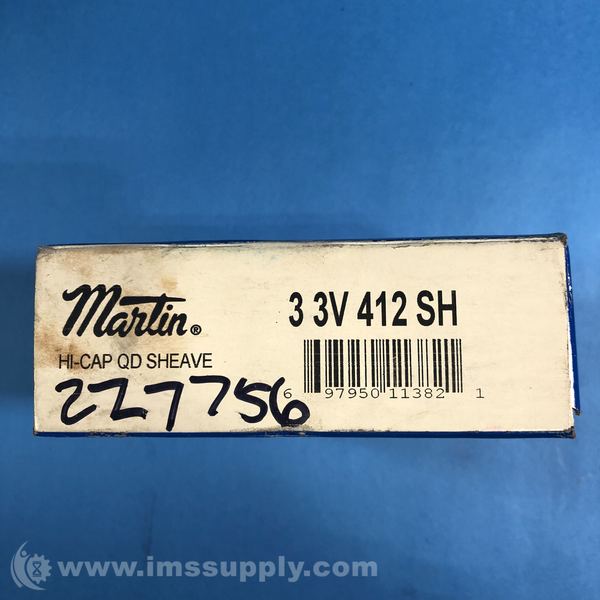 Martin®
3 3V 412 SH
HI-CAP QD SHEAVE
227756
6 97950 11382 1
www.imssupply.com